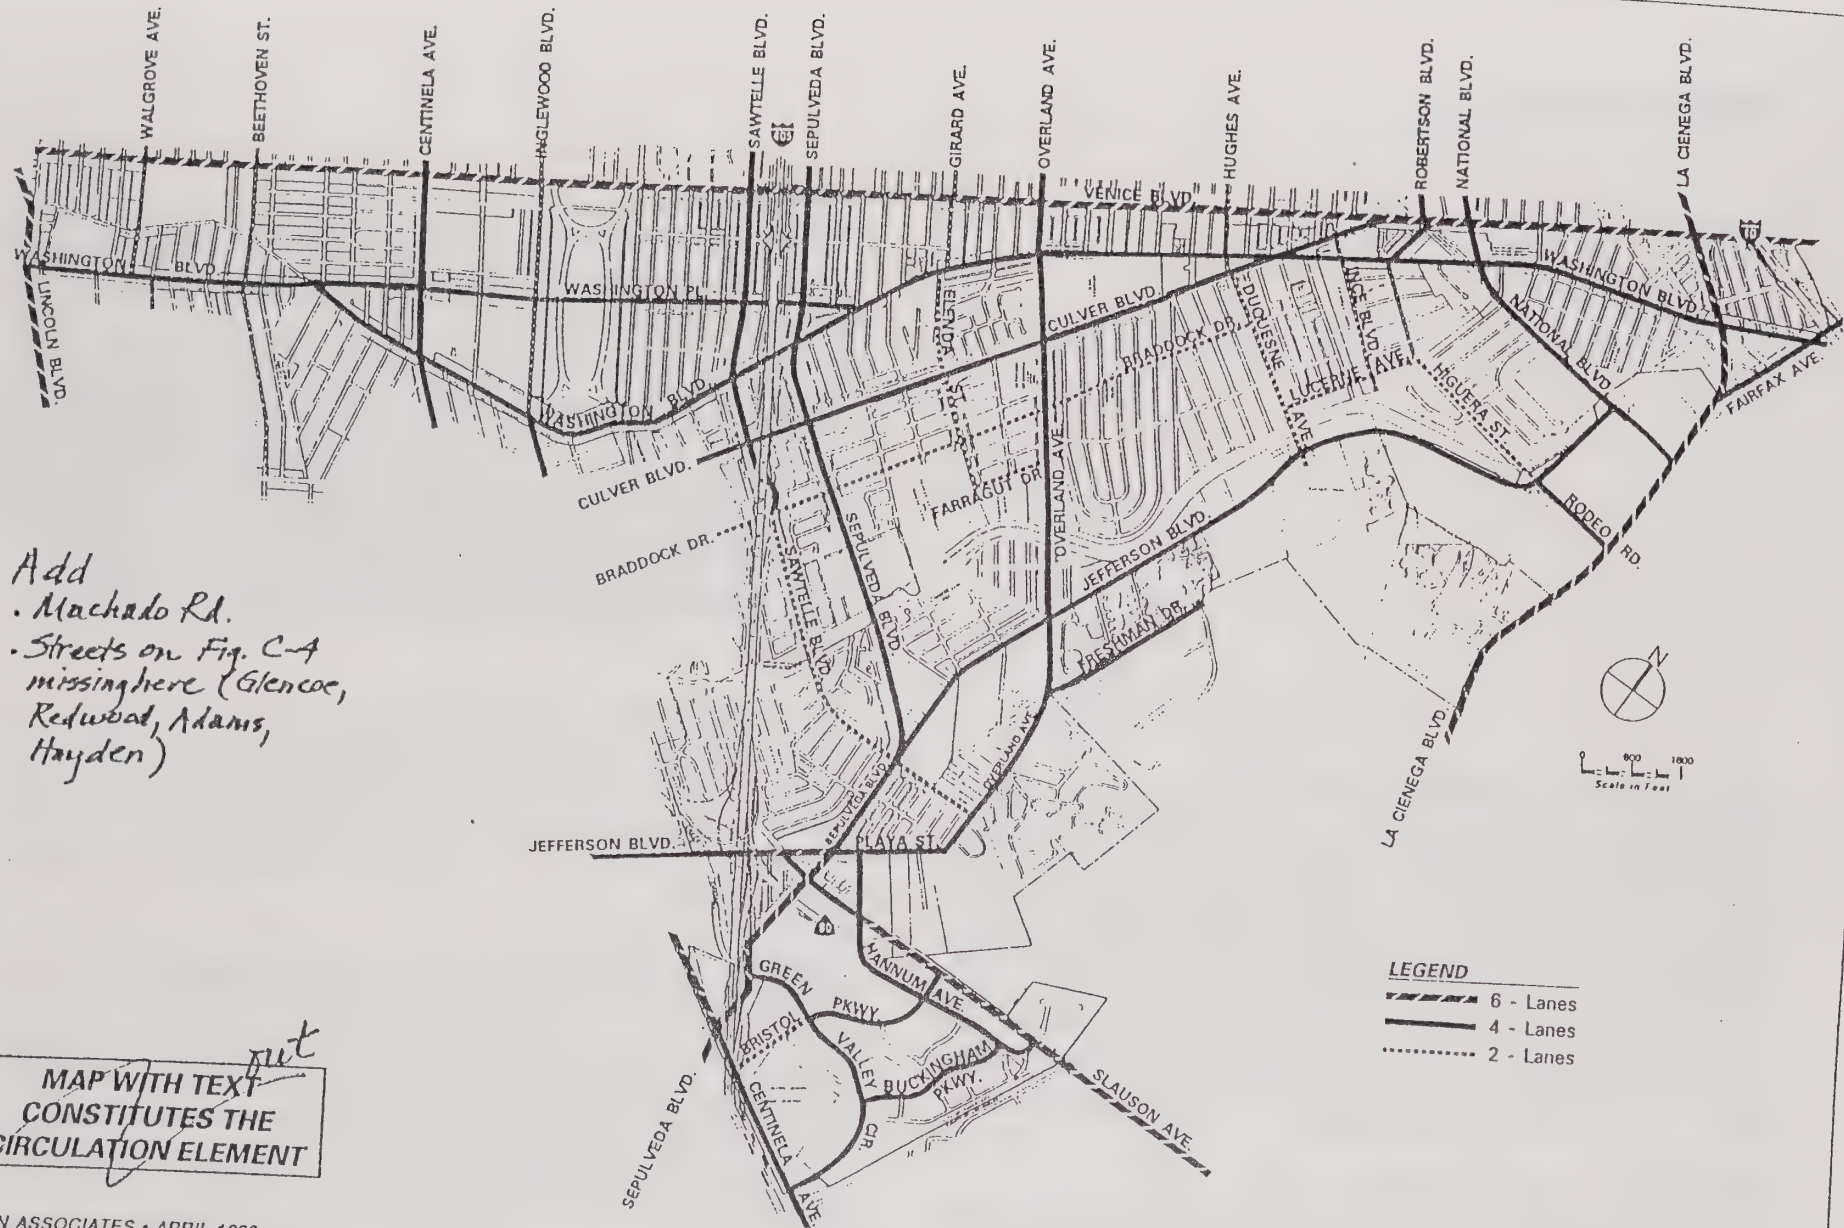 WALGROVE AVE.
BEETHOVEN ST.
CENTINELA AVE.
INGLEWOOD BLVD.
SAWTELLE BLVD.
SEPULVEDA BLVD.
GIRARD AVE.
OVERLAND AVE.
HUGHES AVE.
ROBERTSON BLVD.
NATIONAL BLVD.
LA CIENEGA BLVD.
VENICE BLVD.
WASHINGTON BLVD.
LINCOLN BLVD.
WASHINGTON PL.
WASHINGTON BLVD.
ELENDA ST.
CULVER BLVD.
BRADDOCK DR.
DUQUESNE AVE.
LUCERNE AVE.
HIGUERA ST.
NATIONAL BLVD.
WASHINGTON BLVD.
FAIRFAX AVE.
CULVER BLVD.
BRADDOCK DR.
FARRAGUT DR.
OVERLAND AVE.
JEFFERSON BLVD.
RODEO RD.
SAWTELLE BLVD.
SEPULVEDA BLVD.
FRESHMAN DR.
OVERLAND AVE.
SEPULVEDA BLVD.
LA CIENEGA BLVD.
JEFFERSON BLVD.
PLAYA ST.
Add
. Machado Rd.
. Streets on Fig. C-4
missing here (Glencoe,
Redwood, Adams,
Hayden)
N
0 800 1600
Scale in Feet
HANNUM AVE.
GREEN VALLEY CIR.
PKWY.
BRISTOL
BUCKINGHAM
PKWY.
CENTINELA AVE.
SEPULVEDA BLVD.
SLAUSON AVE.
LEGEND
6 - Lanes
4 - Lanes
2 - Lanes
out
MAP WITH TEXT
CONSTITUTES THE
CIRCULATION ELEMENT
ASSOCIATES • APRIL